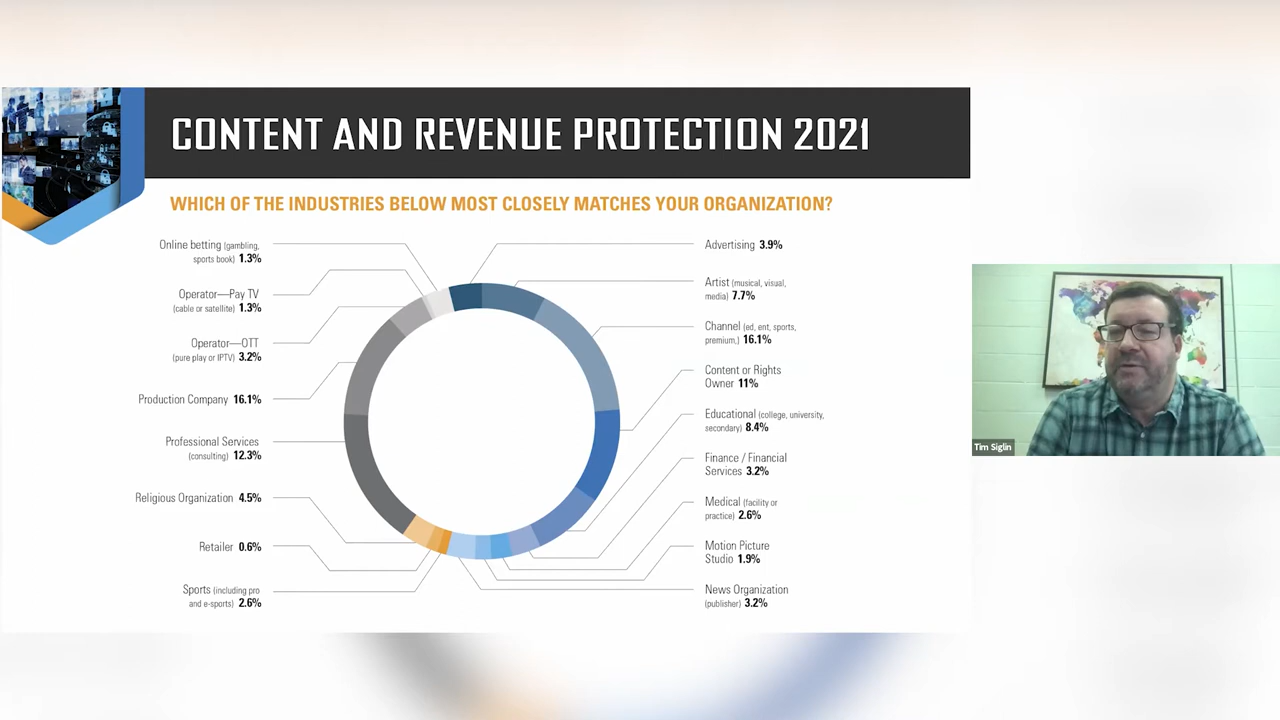 CONTENT AND REVENUE PROTECTION 2021
WHICH OF THE INDUSTRIES BELOW MOST CLOSELY MATCHES YOUR ORGANIZATION?
Online betting (gambling,
sports book) 1.3%
Operator—Pay TV
(cable or satellite) 1.3%
Operator—OTT
(pure play or IPTV) 3.2%
Production Company 16.1%
Professional Services
(consulting) 12.3%
Religious Organization 4.5%
Retailer 0.6%
Sports (including pro
and e-sports) 2.6%
Advertising 3.9%
Artist (musical, visual,
media) 7.7%
Channel (ed, ent, sports,
premium,) 16.1%
Content or Rights
Owner 11%
Educational (college, university,
secondary) 8.4%
Finance / Financial
Services 3.2%
Medical (facility or
practice) 2.6%
Motion Picture
Studio 1.9%
News Organization
(publisher) 3.2%
Tim Siglin